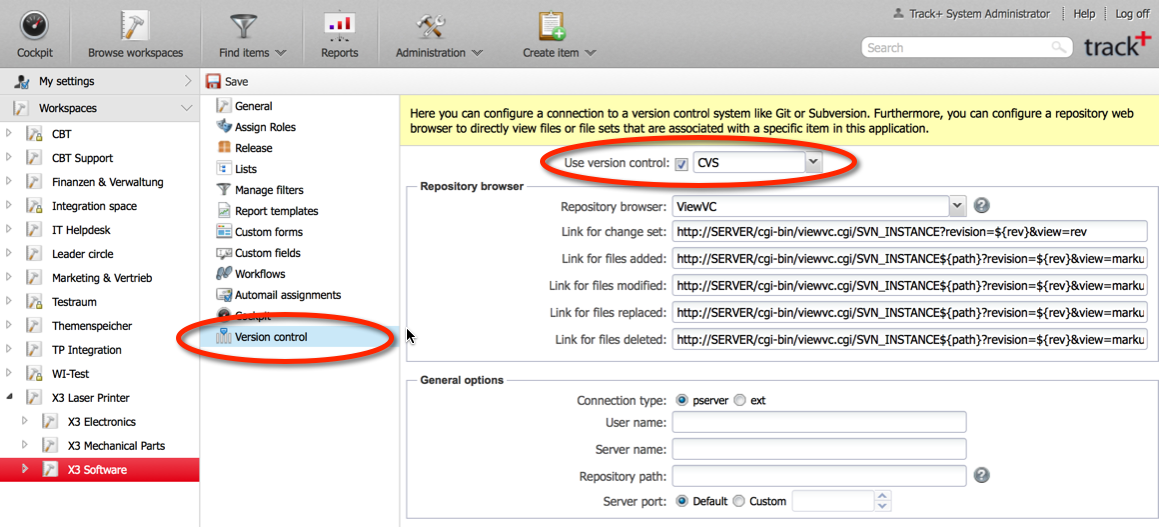 Track+ System Administrator Help Log off
Cockpit Browse workspaces Find items Reports Administration Create item
Search
track+
My settings
Workspaces
CBT
CBT Support
Finanzen & Verwaltung
Integration space
IT Helpdesk
Leader circle
Marketing & Vertrieb
Testraum
Themenspeicher
TP Integration
WI-Test
X3 Laser Printer
X3 Electronics
X3 Mechanical Parts
X3 Software
Save
General
Assign Roles
Release
Lists
Manage filters
Report templates
Custom forms
Custom fields
Workflows
Automail assignments
Cockpit
Version control
Here you can configure a connection to a version control system like Git or Subversion. Furthermore, you can configure a repository web
browser to directly view files or file sets that are associated with a specific item in this application.
Use version control: CVS
Repository browser
Repository browser: ViewVC
Link for change set: http://SERVER/cgi-bin/viewvc.cgi/SVN_INSTANCE?revision=${rev}&view=rev
Link for files added: http://SERVER/cgi-bin/viewvc.cgi/SVN_INSTANCE${path}?revision=${rev}&view=marku
Link for files modified: http://SERVER/cgi-bin/viewvc.cgi/SVN_INSTANCE${path}?revision=${rev}&view=marku
Link for files replaced: http://SERVER/cgi-bin/viewvc.cgi/SVN_INSTANCE${path}?revision=${rev}&view=marku
Link for files deleted: http://SERVER/cgi-bin/viewvc.cgi/SVN_INSTANCE${path}?revision=${rev}&view=marku
General options
Connection type: pserver ext
User name:
Server name:
Repository path:
Server port: Default Custom